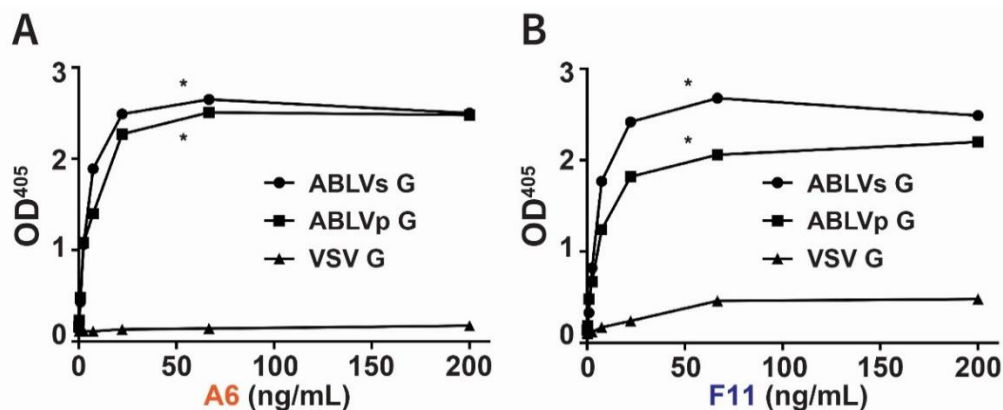 A
3
2
1
0
OD405
*
*
ABLVs G
ABLVp G
VSV G
0 50 100 150 200
A6 (ng/mL)
B
3
2
1
0
OD405
*
*
ABLVs G
ABLVp G
VSV G
0 50 100 150 200
F11 (ng/mL)